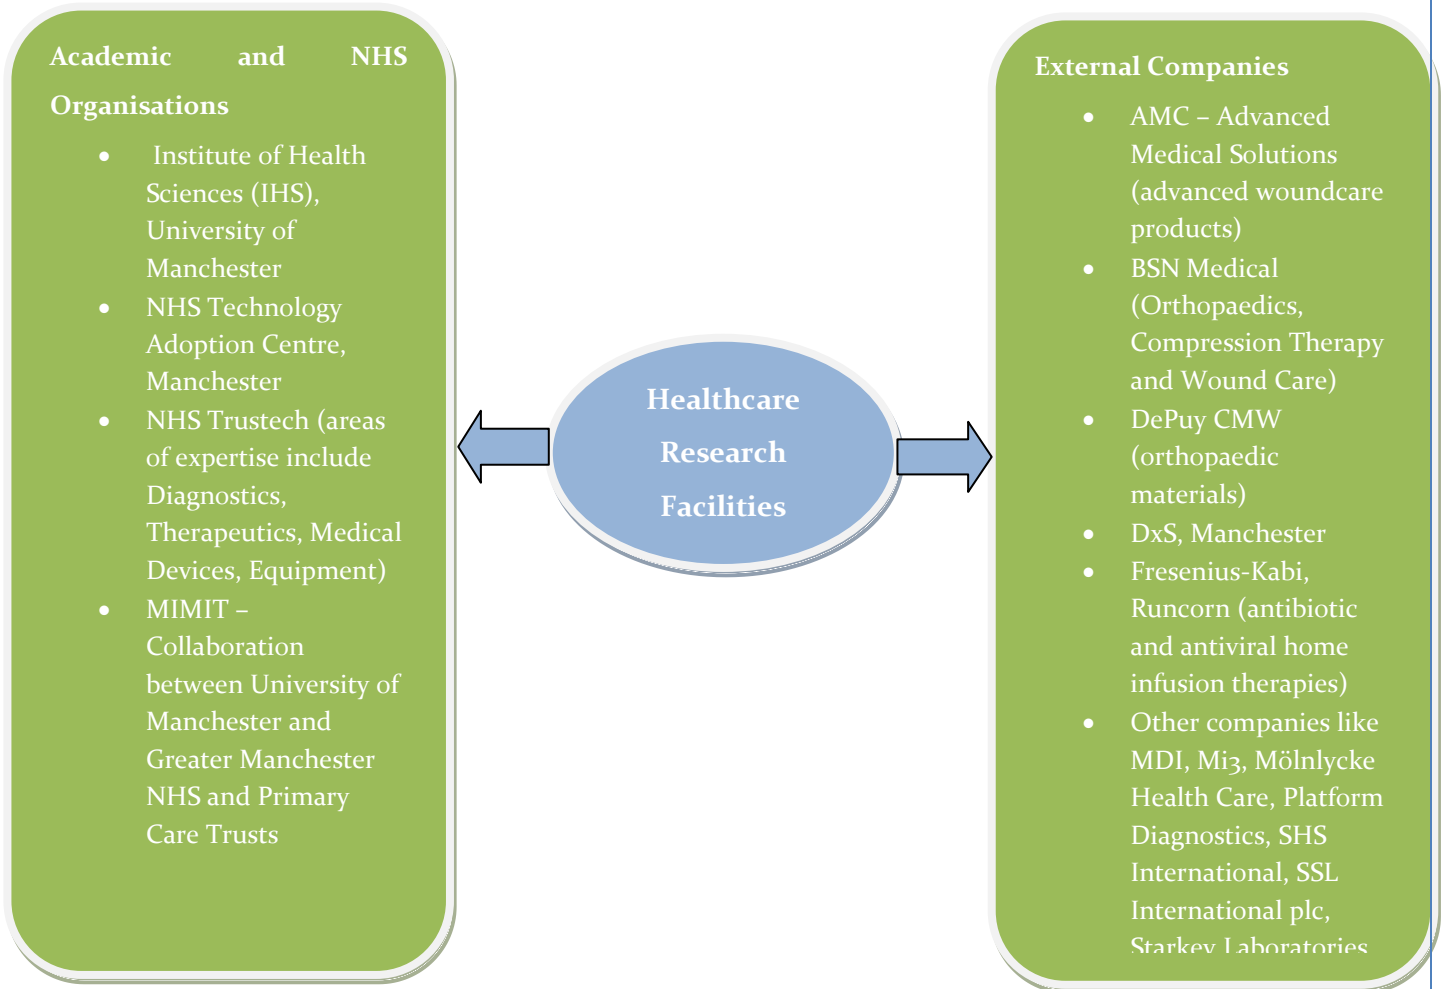 Academic and NHS
Organisations
• Institute of Health
Sciences (IHS),
University of
Manchester
• NHS Technology
Adoption Centre,
Manchester
• NHS Trustech (areas
of expertise include
Diagnostics,
Therapeutics, Medical
Devices, Equipment)
• MIMIT –
Collaboration
between University of
Manchester and
Greater Manchester
NHS and Primary
Care Trusts
Healthcare
Research
Facilities
External Companies
• AMC – Advanced
Medical Solutions
(advanced woundcare
products)
• BSN Medical
(Orthopaedics,
Compression Therapy
and Wound Care)
• DePuy CMW
(orthopaedic
materials)
• DxS, Manchester
• Fresenius-Kabi,
Runcorn (antibiotic
and antiviral home
infusion therapies)
• Other companies like
MDI, Mi3, Mölnlycke
Health Care, Platform
Diagnostics, SHS
International, SSL
International plc,
Starkey Laboratories